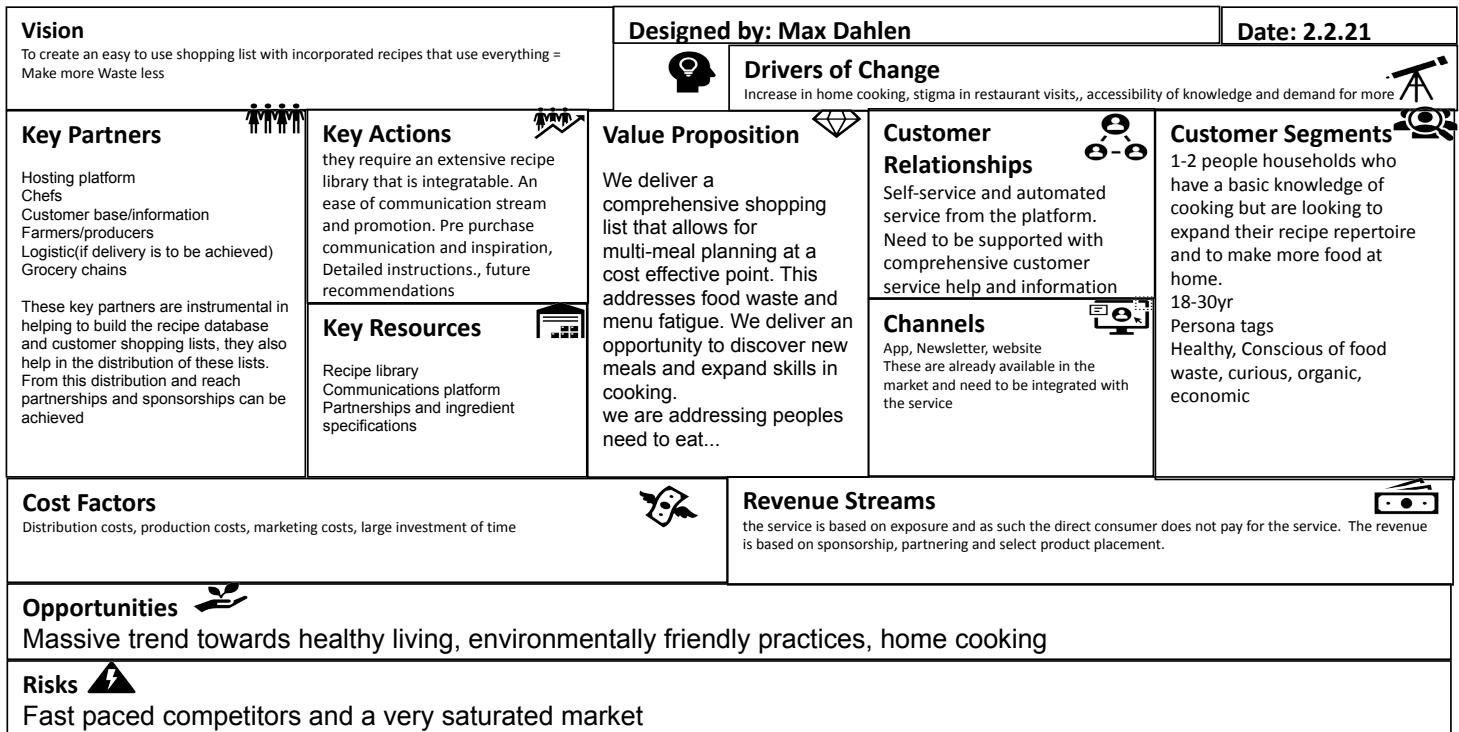 Vision
To create an easy to use shopping list with incorporated recipes that use everything =
Make more Waste less
Designed by: Max Dahlen
Date: 2.2.21
Drivers of Change
Increase in home cooking, stigma in restaurant visits,, accessibility of knowledge and demand for more
Key Partners
Hosting platform
Chefs
Customer base/information
Farmers/producers
Logistic(if delivery is to be achieved)
Grocery chains
These key partners are instrumental in
helping to build the recipe database
and customer shopping lists, they also
help in the distribution of these lists.
From this distribution and reach
partnerships and sponsorships can be
achieved
Key Actions
they require an extensive recipe
library that is integratable. An
ease of communication stream
and promotion. Pre purchase
communication and inspiration,
Detailed instructions., future
recommendations
Key Resources
Recipe library
Communications platform
Partnerships and ingredient
specifications
Value Proposition
We deliver a
comprehensive shopping
list that allows for
multi-meal planning at a
cost effective point. This
addresses food waste and
menu fatigue. We deliver an
opportunity to discover new
meals and expand skills in
cooking.
we are addressing peoples
need to eat...
Customer
Relationships
Self-service and automated
service from the platform.
Need to be supported with
comprehensive customer
service help and information
Channels
App, Newsletter, website
These are already available in the
market and need to be integrated with
the service
Customer Segments
1-2 people households who
have a basic knowledge of
cooking but are looking to
expand their recipe repertoire
and to make more food at
home.
18-30yr
Persona tags
Healthy, Conscious of food
waste, curious, organic,
economic
Cost Factors
Distribution costs, production costs, marketing costs, large investment of time
Revenue Streams
the service is based on exposure and as such the direct consumer does not pay for the service.  The revenue
is based on sponsorship, partnering and select product placement.
Opportunities
Massive trend towards healthy living, environmentally friendly practices, home cooking
Risks
Fast paced competitors and a very saturated market